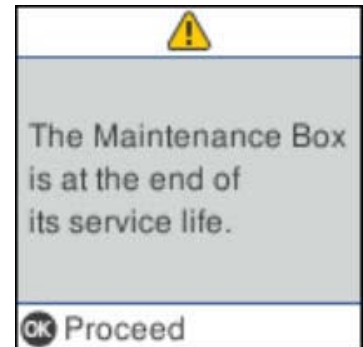 The Maintenance Box
is at the end of
its service life.
OK Proceed